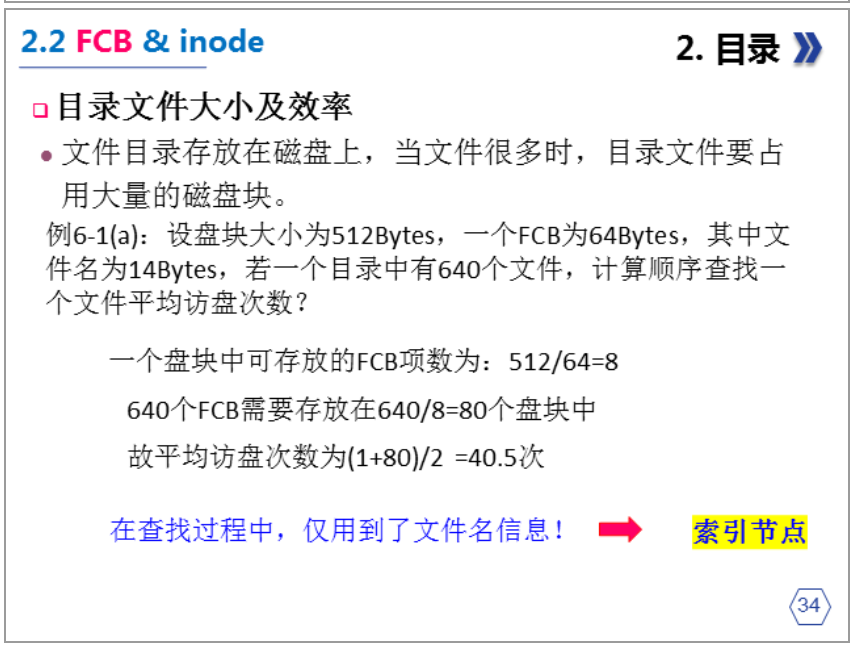 2.2 FCB & inode
2. 目录
目录文件大小及效率
文件目录存放在磁盘上，当文件很多时，目录文件要占
用大量的磁盘块。
例6-1(a)：设盘块大小为512Bytes，一个FCB为64Bytes，其中文
件名为14Bytes，若一个目录中有640个文件，计算顺序查找一
个文件平均访盘次数？
一个盘块中可存放的FCB项数为：512/64=8
640个FCB需要存放在640/8=80个盘块中
故平均访盘次数为(1+80)/2 =40.5次
在查找过程中，仅用到了文件名信息！
索引节点
34